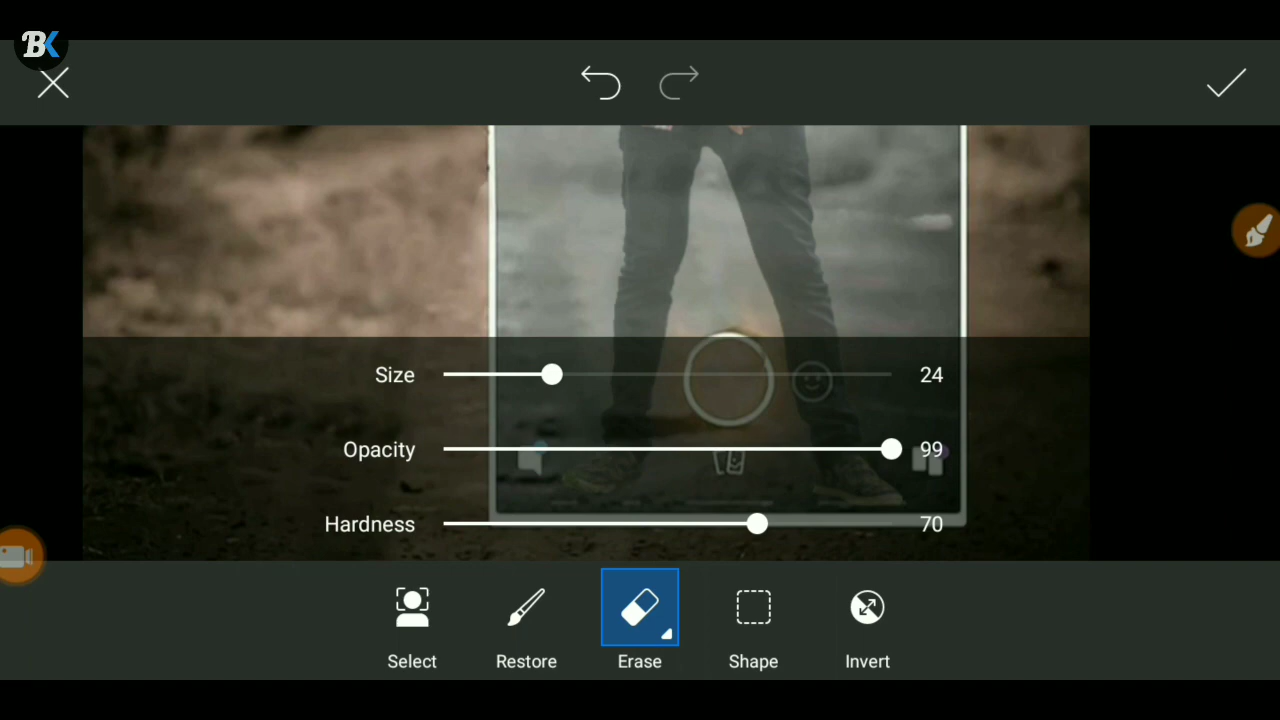 BK
Size 24
Opacity 99
Hardness 70
Select Restore Erase Shape Invert